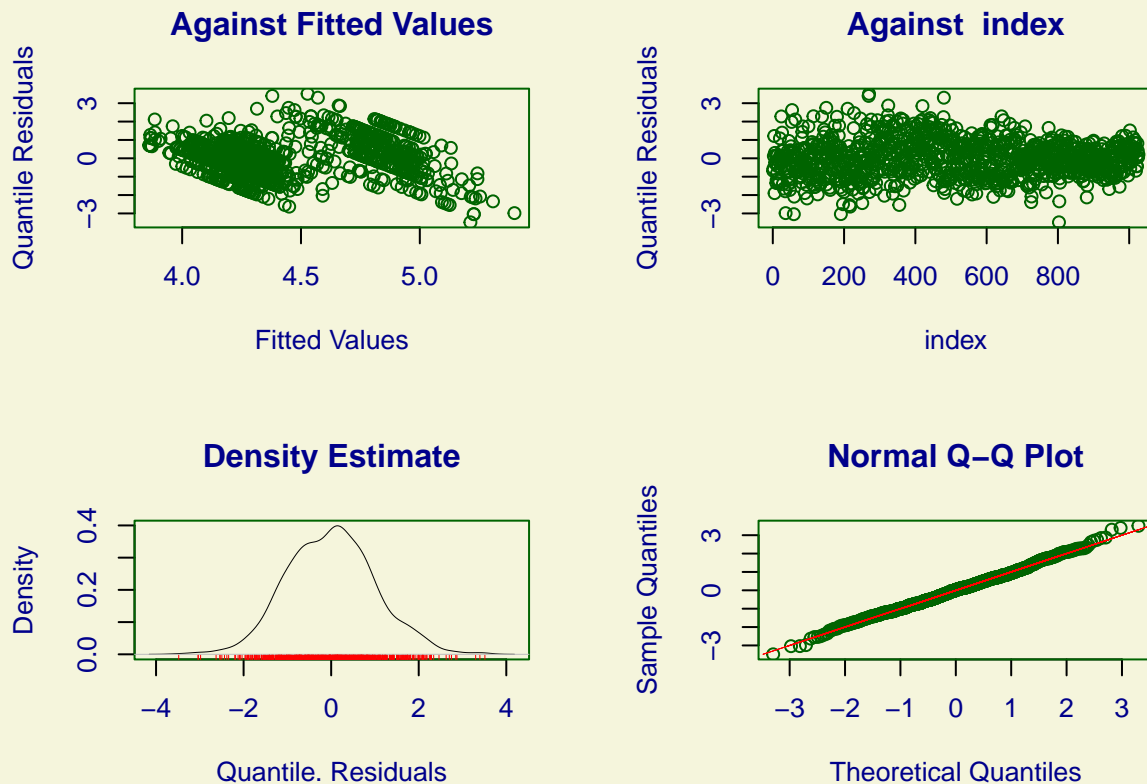 Against Fitted Values
Quantile Residuals
−3 0 3
4.0 4.5 5.0
Fitted Values
Against index
Quantile Residuals
−3 0 3
0 200 400 600 800
index
Density Estimate
Density
0.0 0.2 0.4
−4 −2 0 2 4
Quantile. Residuals
Normal Q−Q Plot
Sample Quantiles
−3 0 3
−3 −2 −1 0 1 2 3
Theoretical Quantiles